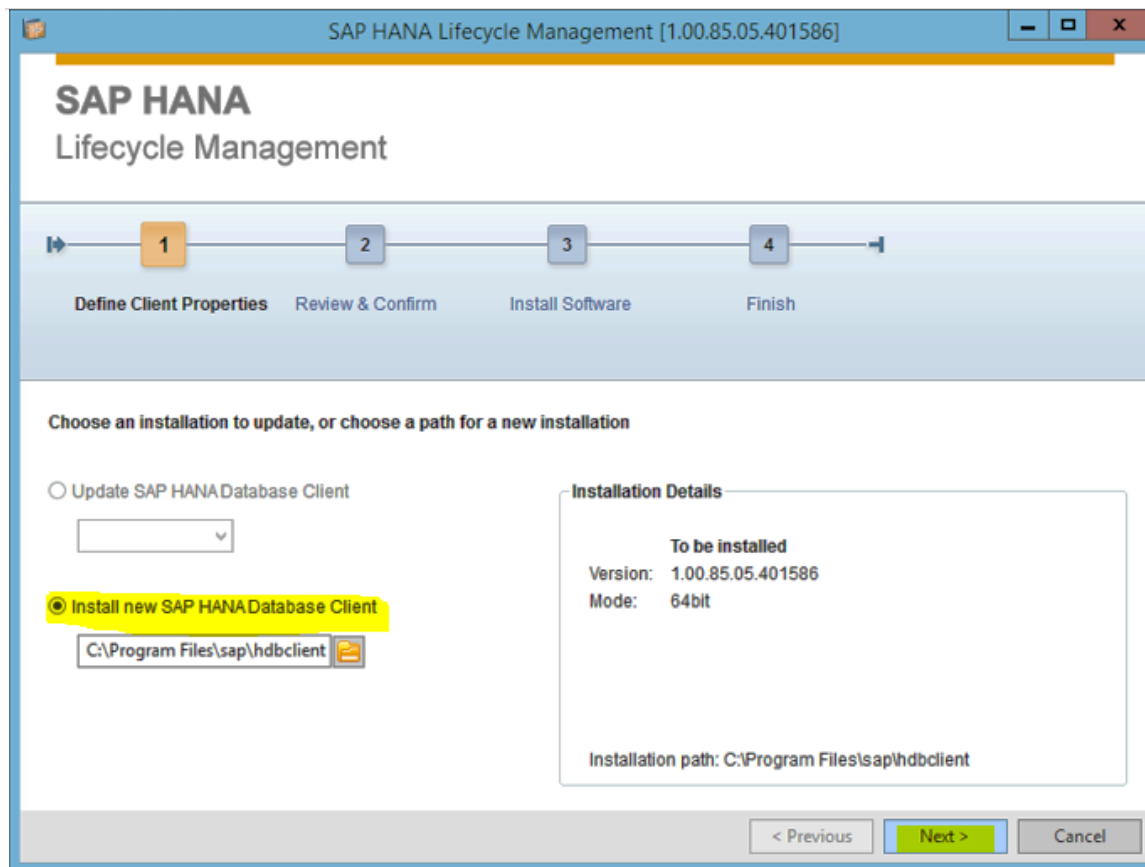 SAP HANA Lifecycle Management [1.00.85.05.401586]
SAP HANA
Lifecycle Management
1
2
3
4
Define Client Properties
Review & Confirm
Install Software
Finish
Choose an installation to update, or choose a path for a new installation
Update SAP HANA Database Client
Install new SAP HANA Database Client
C:\Program Files\sap\hdbclient
Installation Details
To be installed
Version: 1.00.85.05.401586
Mode: 64bit
Installation path: C:\Program Files\sap\hdbclient
< Previous
Next >
Cancel